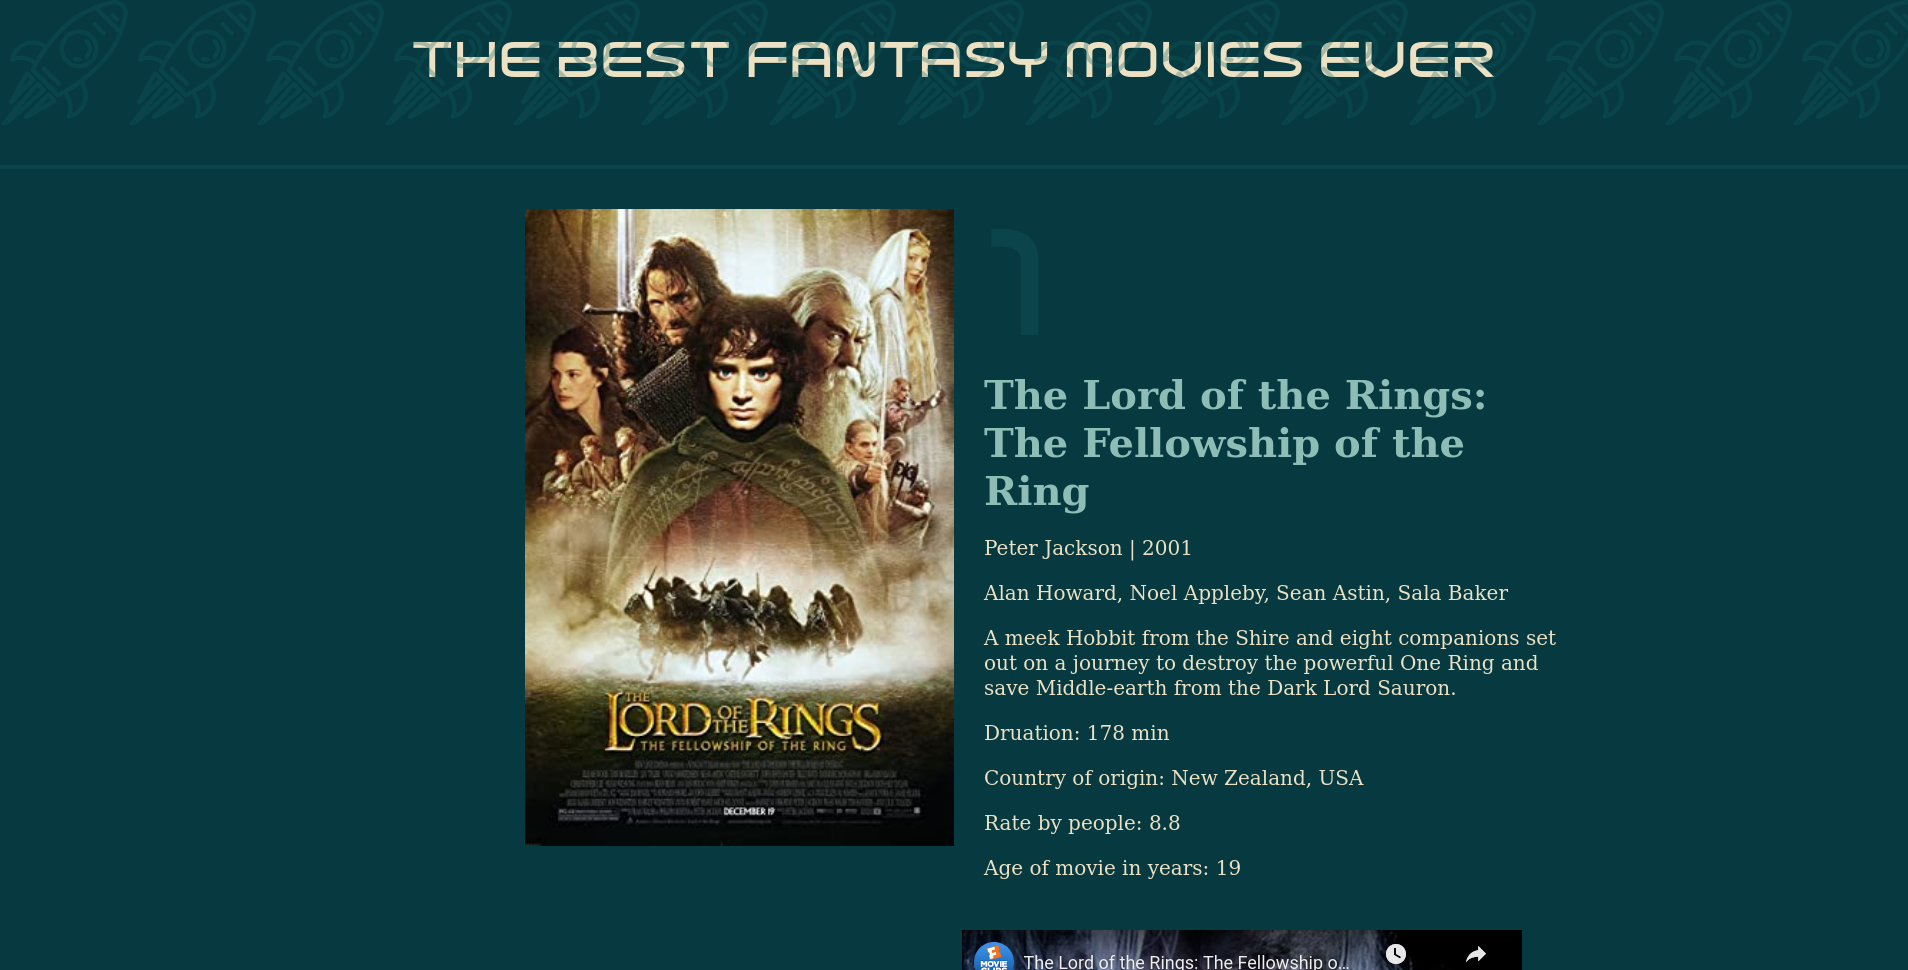 THE BEST FANTASY MOVIES EVER
THE
LORD OF THE RINGS
THE FELLOWSHIP OF THE RING
DECEMBER 19
1
The Lord of the Rings:
The Fellowship of the
Ring
Peter Jackson | 2001
Alan Howard, Noel Appleby, Sean Astin, Sala Baker
A meek Hobbit from the Shire and eight companions set
out on a journey to destroy the powerful One Ring and
save Middle-earth from the Dark Lord Sauron.
Druation: 178 min
Country of origin: New Zealand, USA
Rate by people: 8.8
Age of movie in years: 19
MOVIE
The Lord of the Rings: The Fellowship o...